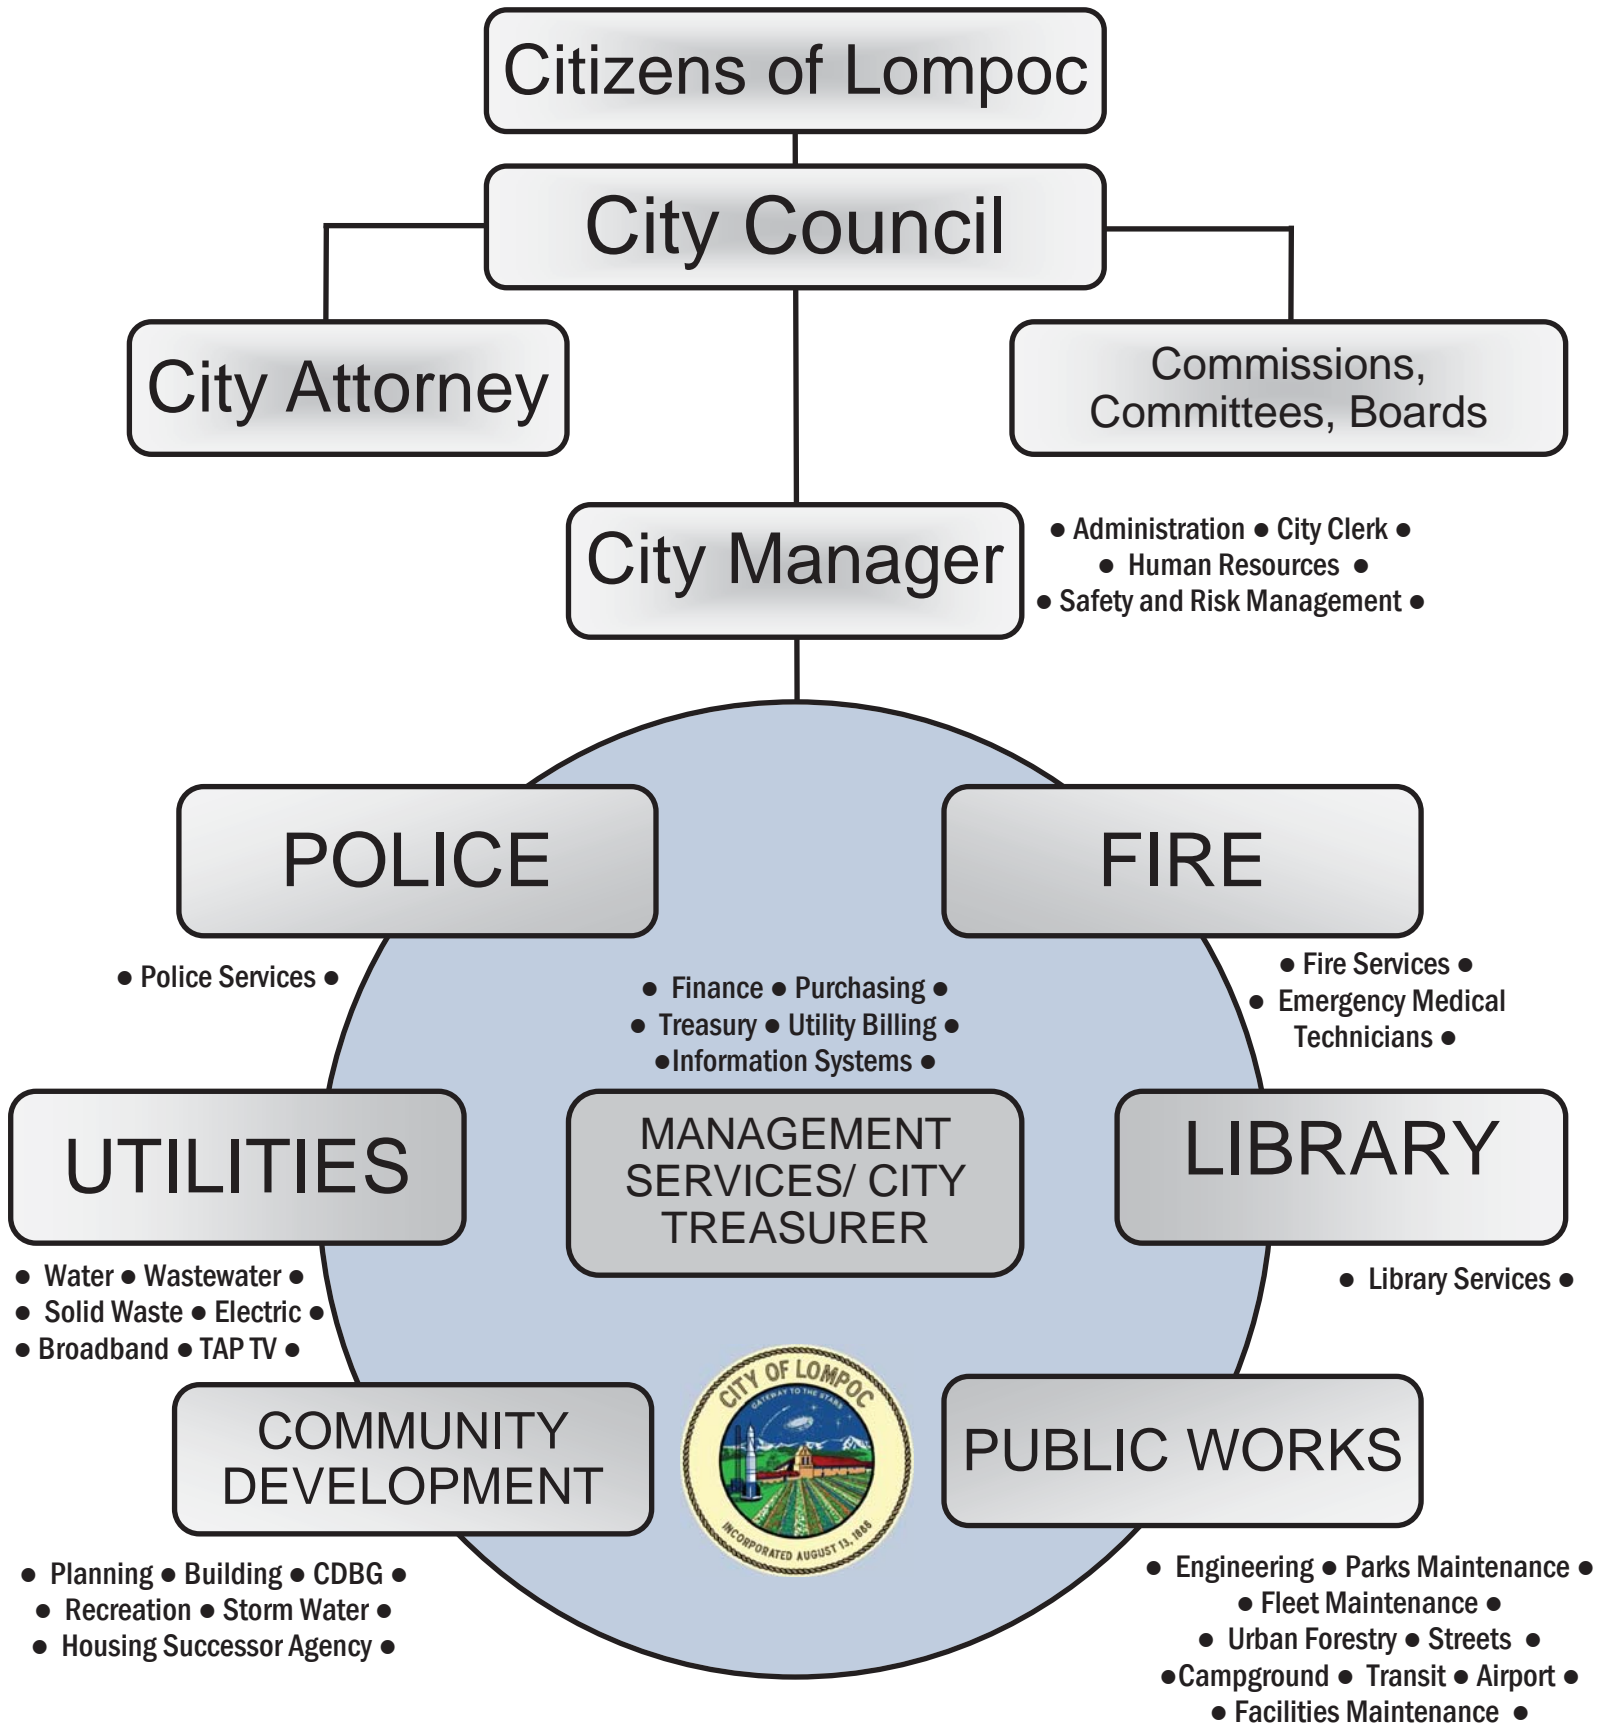 Citizens of Lompoc
City Council
City Attorney
Commissions,
Committees, Boards
City Manager
● Administration ● City Clerk ●
● Human Resources ●
● Safety and Risk Management ●
POLICE
FIRE
● Police Services ●
● Fire Services ●
● Emergency Medical
Technicians ●
● Finance ● Purchasing ●
● Treasury ● Utility Billing ●
●Information Systems ●
UTILITIES
MANAGEMENT
SERVICES/ CITY
TREASURER
LIBRARY
● Water ● Wastewater ●
● Solid Waste ● Electric ●
● Broadband ● TAP TV ●
● Library Services ●
COMMUNITY
DEVELOPMENT
CITY OF LOMPOC
GATEWAY TO THE STARS
INCORPORATED AUGUST 13, 1888
PUBLIC WORKS
● Planning ● Building ● CDBG ●
● Recreation ● Storm Water ●
● Housing Successor Agency ●
● Engineering ● Parks Maintenance ●
● Fleet Maintenance ●
● Urban Forestry ● Streets ●
●Campground ● Transit ● Airport ●
● Facilities Maintenance ●